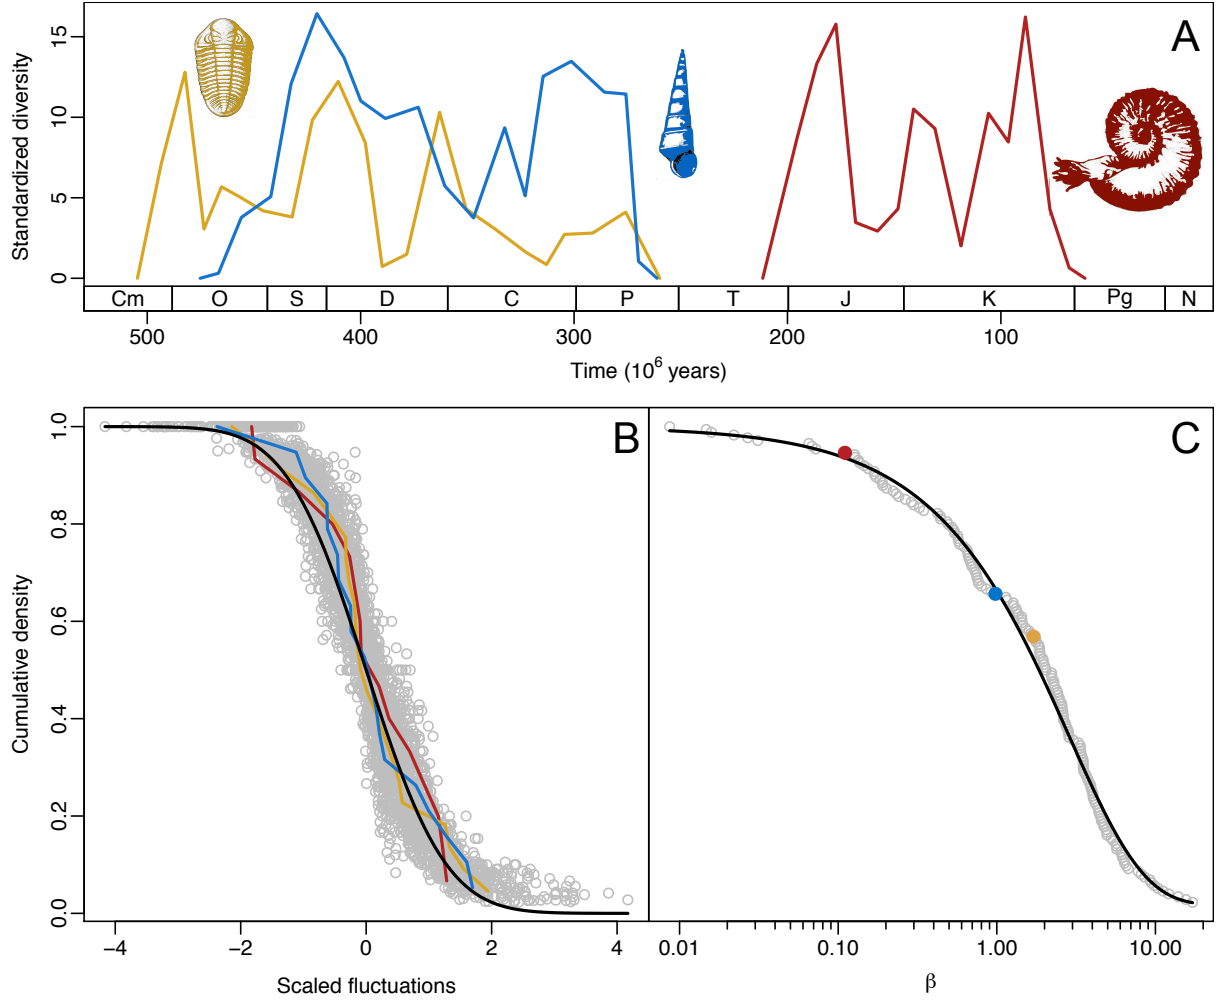 A
Standardized diversity
15
10
5
0
Cm O S D C P T J K Pg N
500 400 300 200 100
Time (10⁶ years)
B
C
Cumulative density
1.0
0.8
0.6
0.4
0.2
0.0
−4 −2 0 2 4
Scaled fluctuations
0.01 0.10 1.00 10.00
β